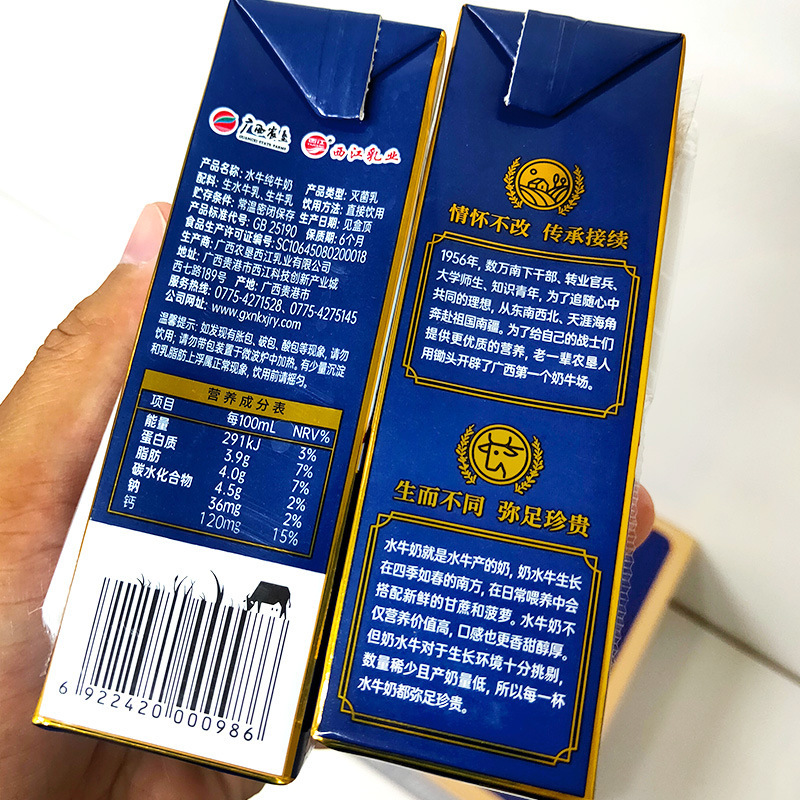 广西农垦
GUANGXI STATE FARMS
西江
西江乳业
产品名称：水牛纯牛奶 产品类型：灭菌乳
配料：生水牛乳、生牛乳 饮用方法：直接饮用
贮存条件：常温密闭保存 生产日期：见盒顶
产品标准代号：GB 25190 保质期：6个月
食品生产许可证编号：SC10645080200018
生产商：广西农垦西江乳业有限公司
地址：广西贵港市西江科技创新产业城
西七路189号 产地：广西贵港市
服务热线：0775-4271528、0775-4275145
公司网址：www.gxnkxjry.com
温馨提示：如发现有胀包、破包、酸包等现象，请勿
饮用；请勿带包装置于微波炉中加热。有少量沉淀
和乳脂肪上浮属正常现象，饮用前请摇匀。
营养成分表
项目 每100mL NRV%
能量 291kJ 3%
蛋白质 3.9g 7%
脂肪 4.0g 7%
碳水化合物 4.5g 2%
钠 36mg 2%
钙 120mg 15%
6 922420 000986
情怀不改 传承接续
1956年，数万南下干部、转业官兵、
大学师生、知识青年，为了追随心中
共同的理想，从东南西北、天涯海角
奔赴祖国南疆。为了给自己的战士们
提供更优质的营养，老一辈农垦人
用锄头开辟了广西第一个奶牛场。
生而不同 弥足珍贵
水牛奶就是水牛产的奶，奶水牛生长
在四季如春的南方，在日常喂养中会
搭配新鲜的甘蔗和菠萝。水牛奶不
仅营养价值高，口感也更香甜醇厚。
但奶水牛对于生长环境十分挑剔，
数量稀少且产奶量低，所以每一杯
水牛奶都弥足珍贵。